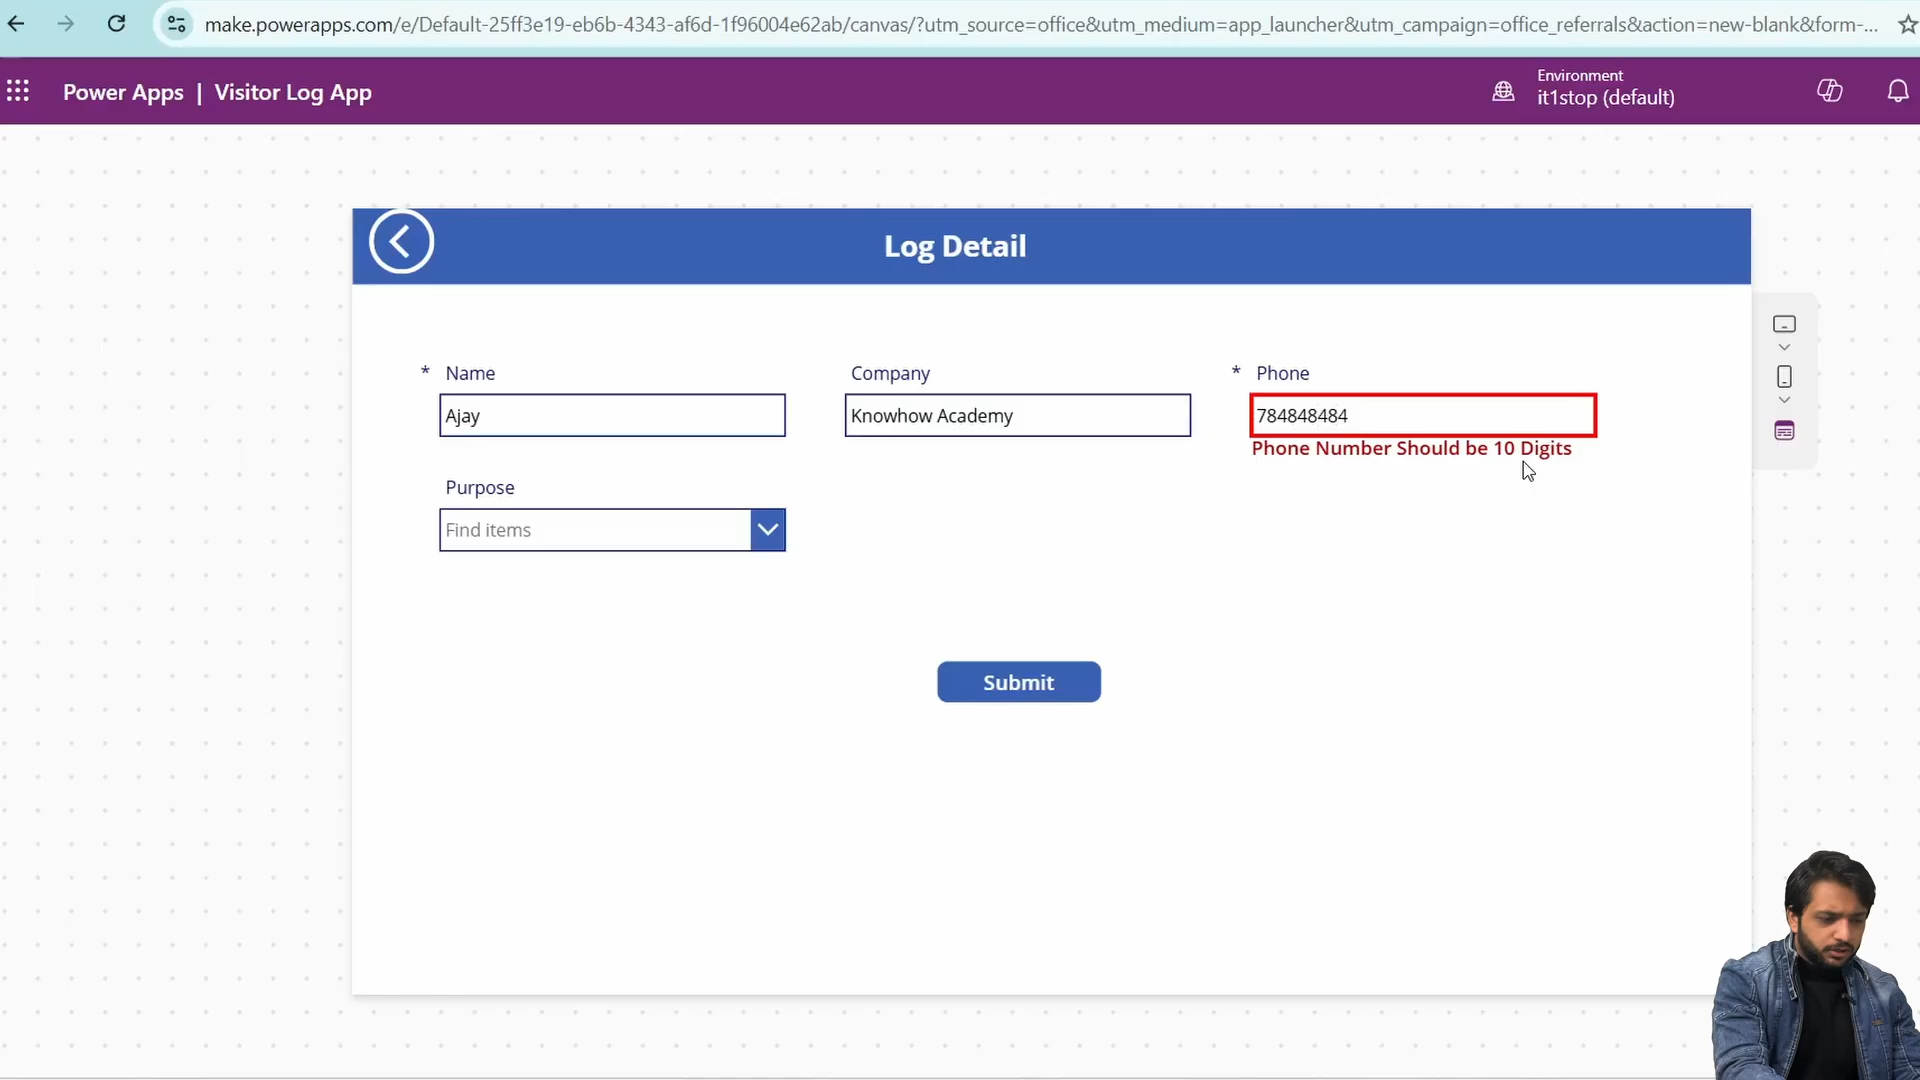 make.powerapps.com/e/Default-25ff3e19-eb6b-4343-af6d-1f96004e62ab/canvas/?utm_source=office&utm_medium=app_launcher&utm_campaign=office_referrals&action=new-blank&form-...
Power Apps | Visitor Log App
Environment
it1stop (default)
Log Detail
* Name
Company
* Phone
Ajay
Knowhow Academy
784848484
Phone Number Should be 10 Digits
Purpose
Find items
Submit